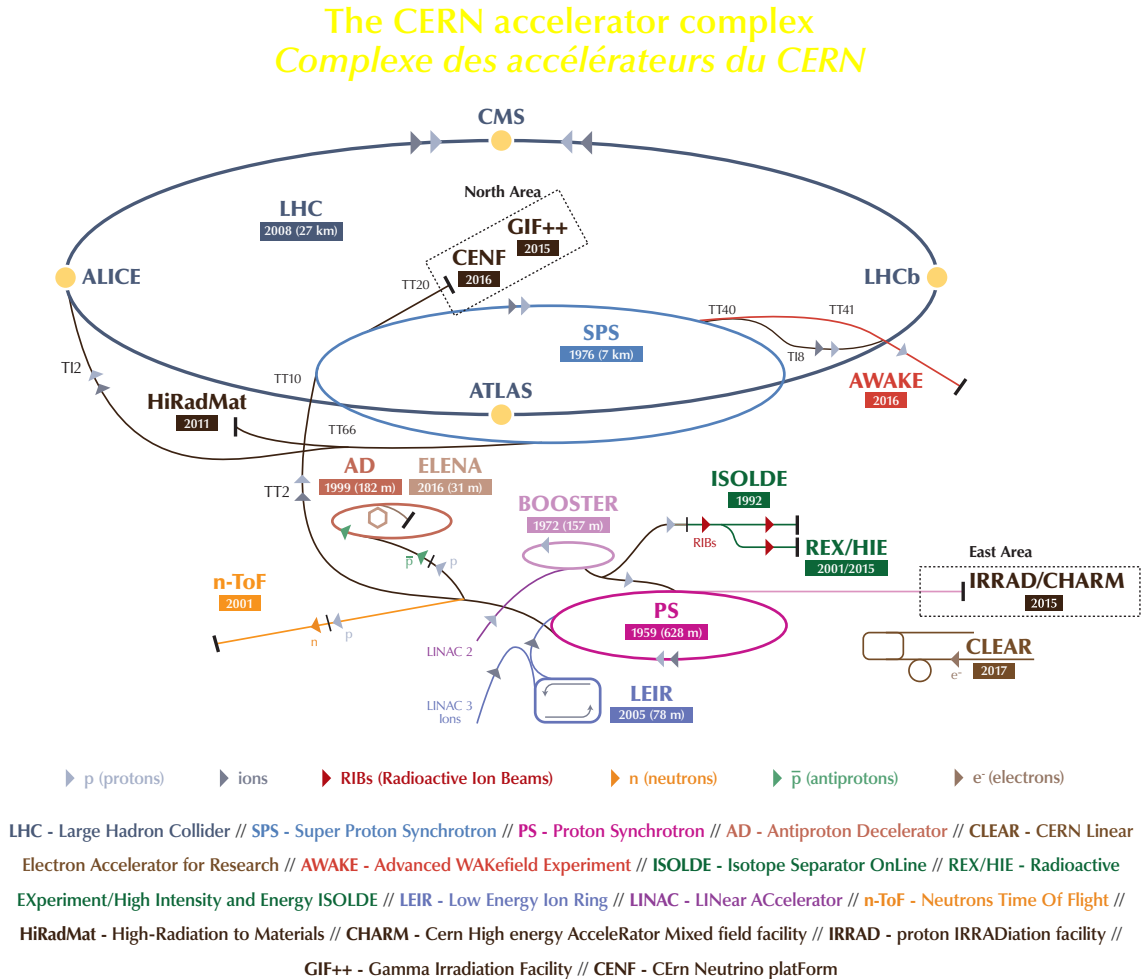 The CERN accelerator complex
Complexe des accélérateurs du CERN
CMS
North Area
LHC
2008 (27 km)
GIF++
2015
CENF
2016
ALICE
LHCb
TT20
TT40
TT41
SPS
1976 (7 km)
TI8
TI2
TT10
AWAKE
2016
ATLAS
HiRadMat
2011
TT66
AD
1999 (182 m)
ELENA
2016 (31 m)
TT2
ISOLDE
1992
BOOSTER
1972 (157 m)
RIBs
REX/HIE
2001/2015
East Area
p̅
p
n-ToF
2001
IRRAD/CHARM
2015
PS
1959 (628 m)
n
p
LINAC 2
CLEAR
2017
e-
LEIR
2005 (78 m)
LINAC 3
Ions
p (protons)
ions
RIBs (Radioactive Ion Beams)
n (neutrons)
p̅ (antiprotons)
e- (electrons)
LHC - Large Hadron Collider // SPS - Super Proton Synchrotron // PS - Proton Synchrotron // AD - Antiproton Decelerator // CLEAR - CERN Linear
Electron Accelerator for Research // AWAKE - Advanced WAKefield Experiment // ISOLDE - Isotope Separator OnLine // REX/HIE - Radioactive
EXperiment/High Intensity and Energy ISOLDE // LEIR - Low Energy Ion Ring // LINAC - LINear ACcelerator // n-ToF - Neutrons Time Of Flight //
HiRadMat - High-Radiation to Materials // CHARM - Cern High energy AcceleRator Mixed field facility // IRRAD - proton IRRADiation facility //
GIF++ - Gamma Irradiation Facility // CENF - CErn Neutrino platForm